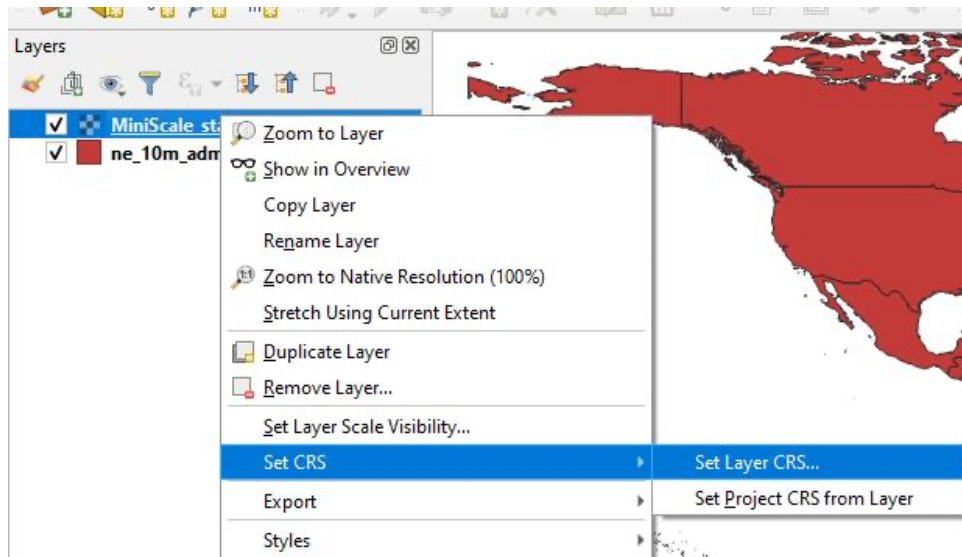 Layers
MiniScale_sta
ne_10m_adm
Zoom to Layer
Show in Overview
Copy Layer
Rename Layer
Zoom to Native Resolution (100%)
Stretch Using Current Extent
Duplicate Layer
Remove Layer...
Set Layer Scale Visibility...
Set CRS
Set Layer CRS...
Set Project CRS from Layer
Export
Styles